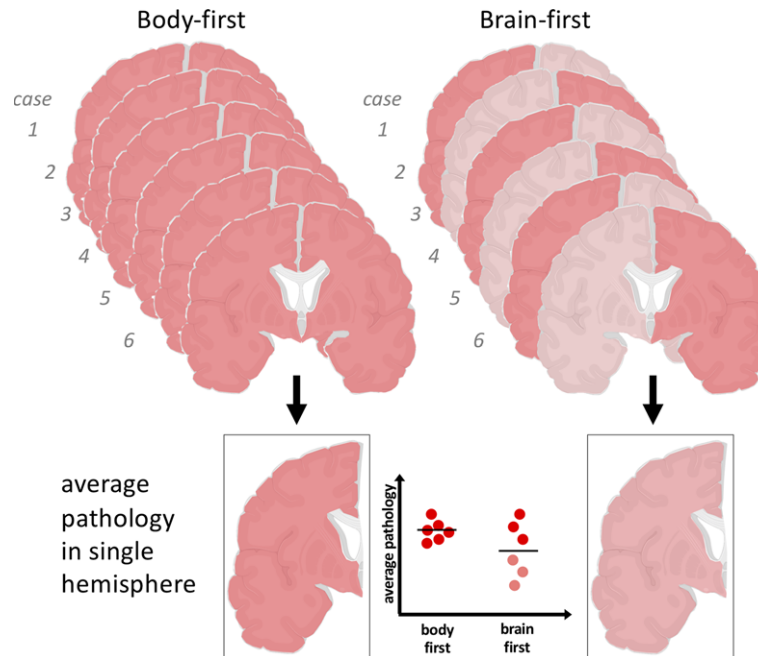 Body-first
Brain-first
case
1
2
3
4
5
6
case
1
2
3
4
5
6
average
pathology
in single
hemisphere
average pathology
body
first
brain
first